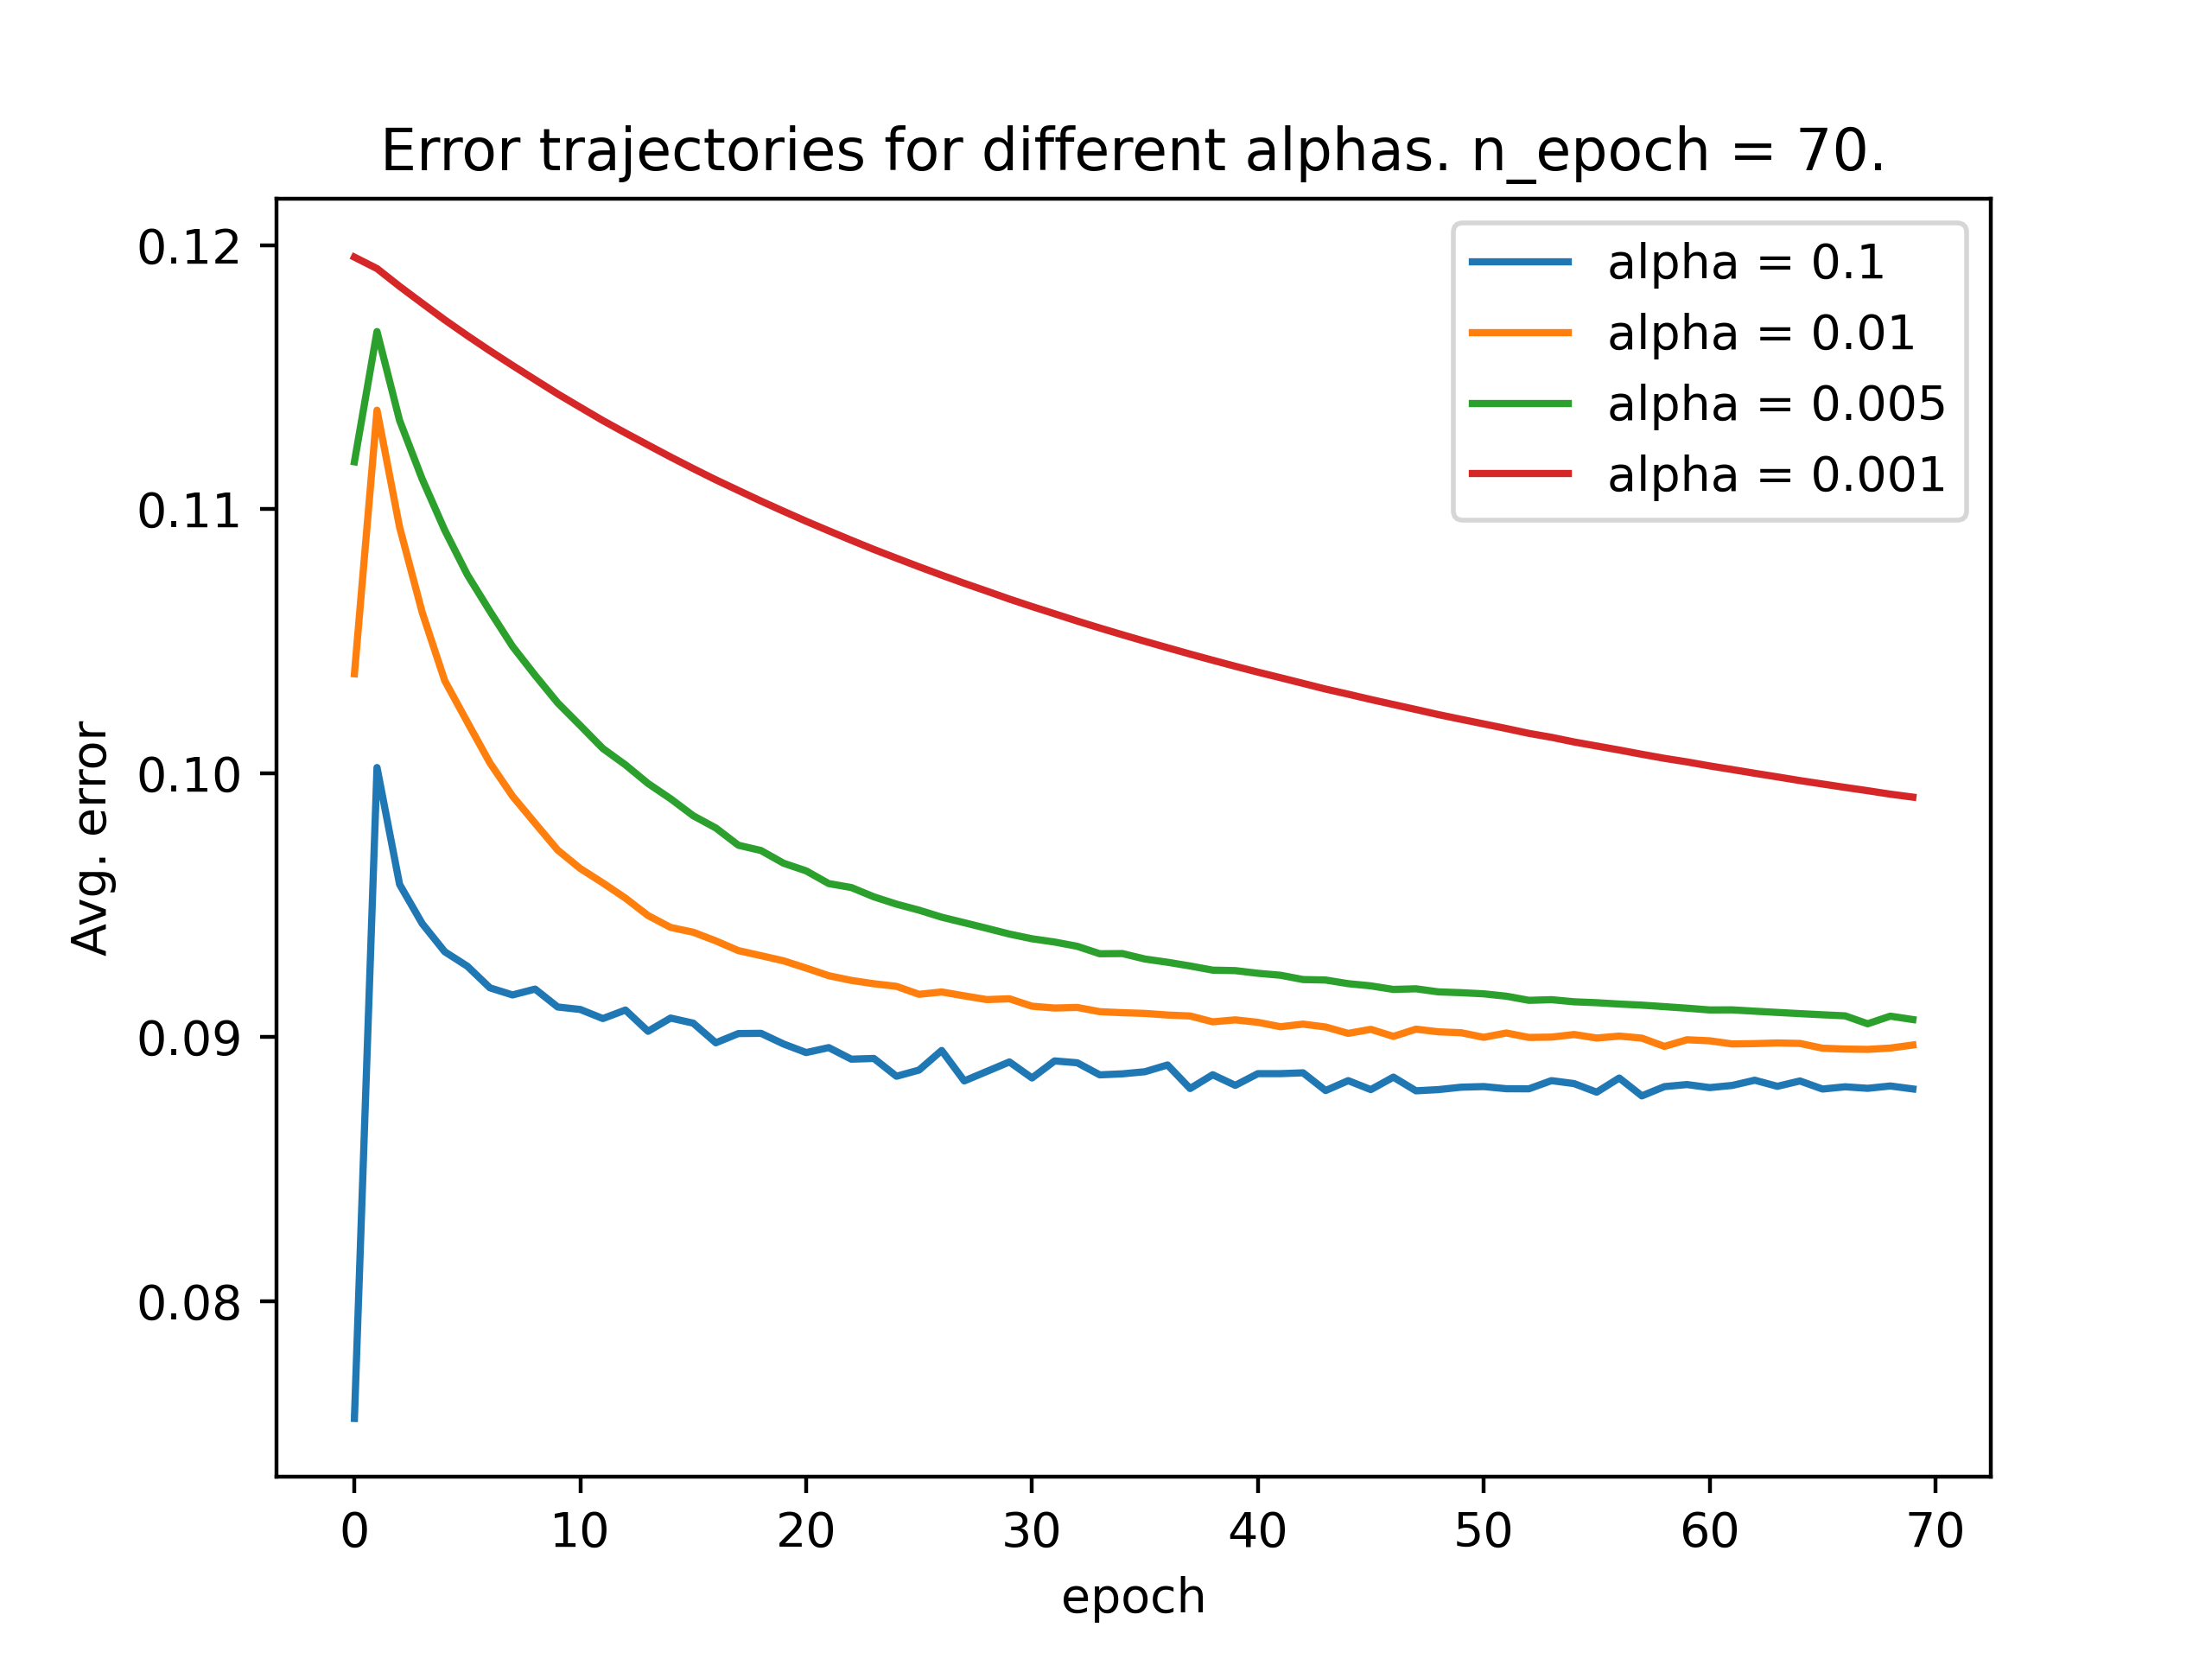 Error trajectories for different alphas. n_epoch = 70.
alpha = 0.1
alpha = 0.01
alpha = 0.005
alpha = 0.001
0.12
0.11
0.10
0.09
0.08
Avg. error
0 10 20 30 40 50 60 70
epoch